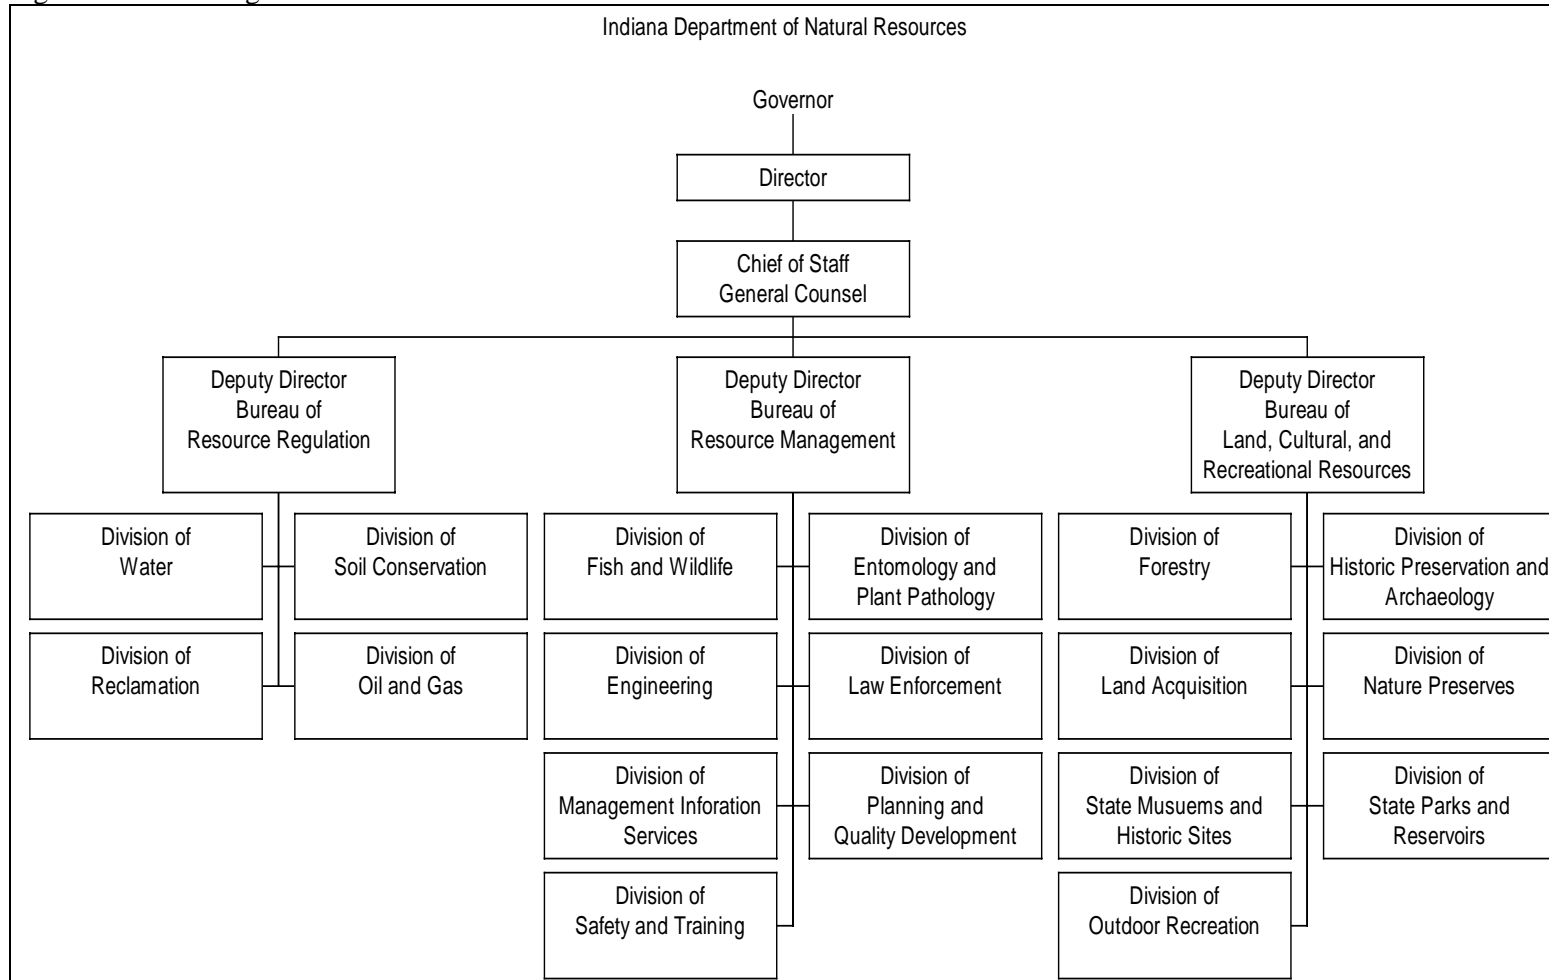 Indiana Department of Natural Resources
Governor
Director
Chief of Staff
General Counsel
Deputy Director
Bureau of
Resource Regulation
Deputy Director
Bureau of
Resource Management
Deputy Director
Bureau of
Land, Cultural, and
Recreational Resources
Division of
Water
Division of
Soil Conservation
Division of
Fish and Wildlife
Division of
Entomology and
Plant Pathology
Division of
Forestry
Division of
Historic Preservation and
Archaeology
Division of
Reclamation
Division of
Oil and Gas
Division of
Engineering
Division of
Law Enforcement
Division of
Land Acquisition
Division of
Nature Preserves
Division of
Management Inforation
Services
Division of
Planning and
Quality Development
Division of
State Musuems and
Historic Sites
Division of
State Parks and
Reservoirs
Division of
Safety and Training
Division of
Outdoor Recreation